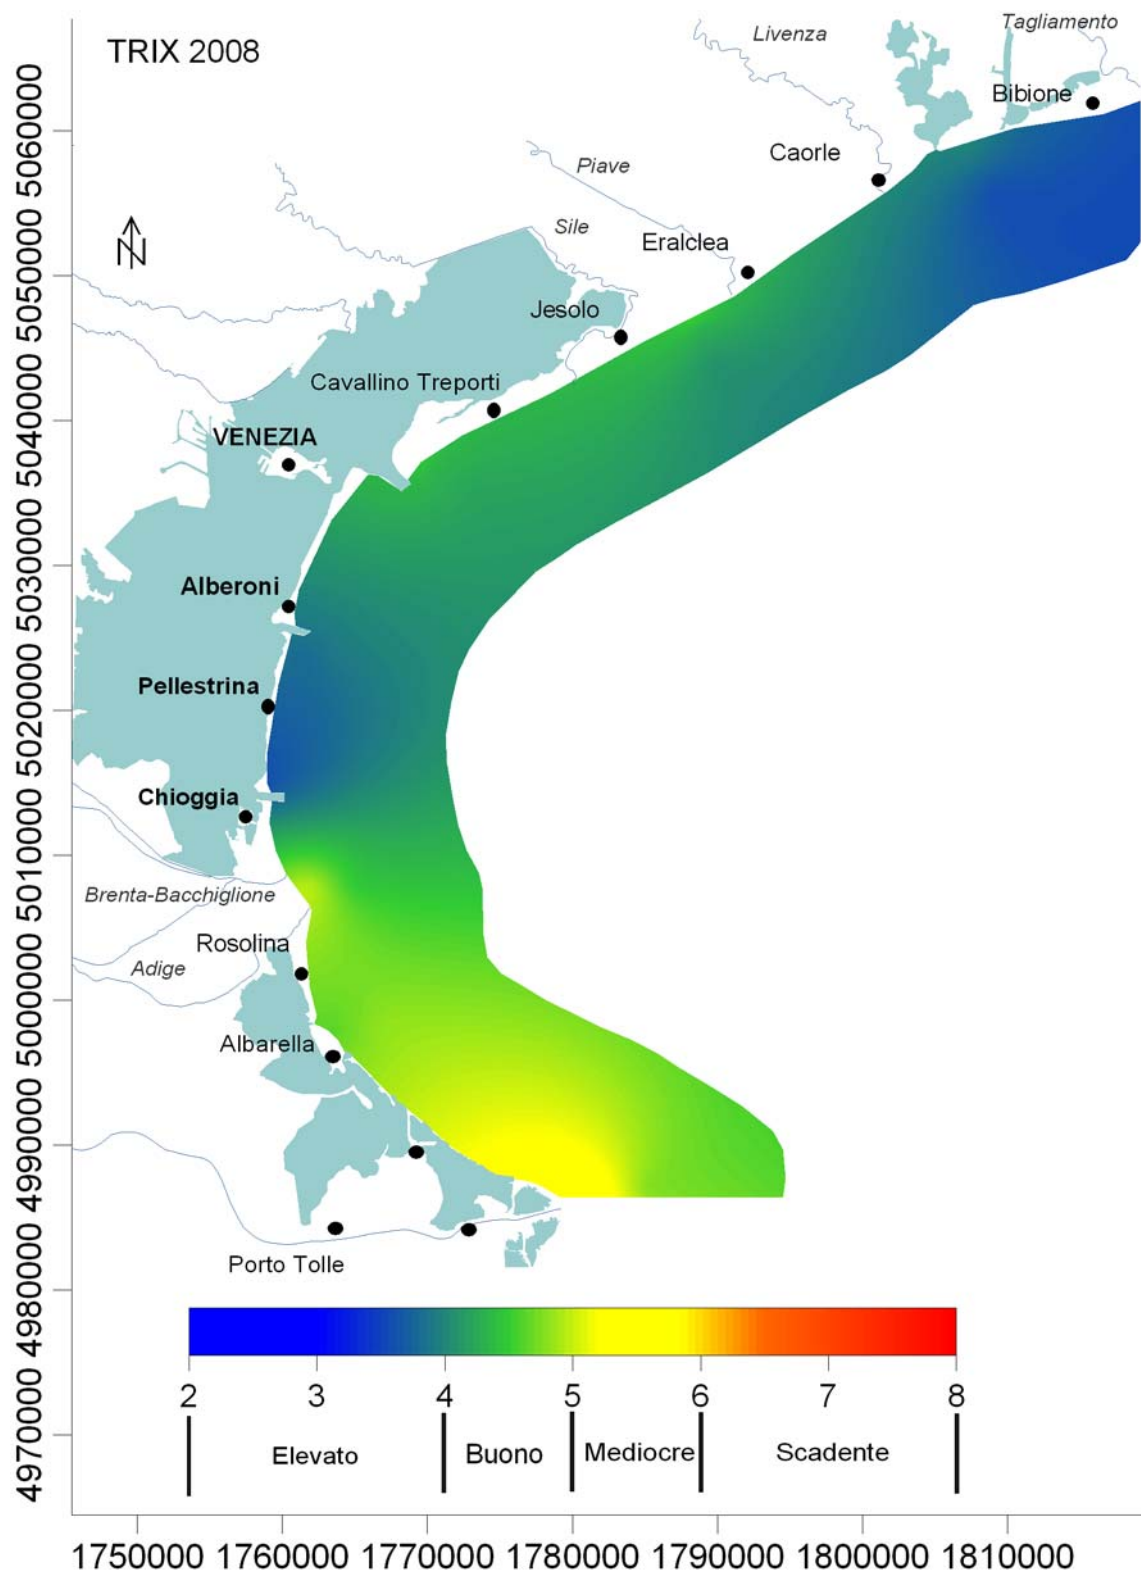 TRIX 2008
Livenza
Tagliamento
Bibione
Caorle
Piave
Sile
Eralclea
Jesolo
N
Cavallino Treporti
VENEZIA
Alberoni
Pellestrina
Chioggia
Brenta-Bacchiglione
Rosolina
Adige
Albarella
Porto Tolle
5060000
5050000
5040000
5030000
5020000
5010000
5000000
4990000
4980000
4970000
2 3 4 5 6 7 8
Elevato Buono Mediocre Scadente
1750000 1760000 1770000 1780000 1790000 1800000 1810000